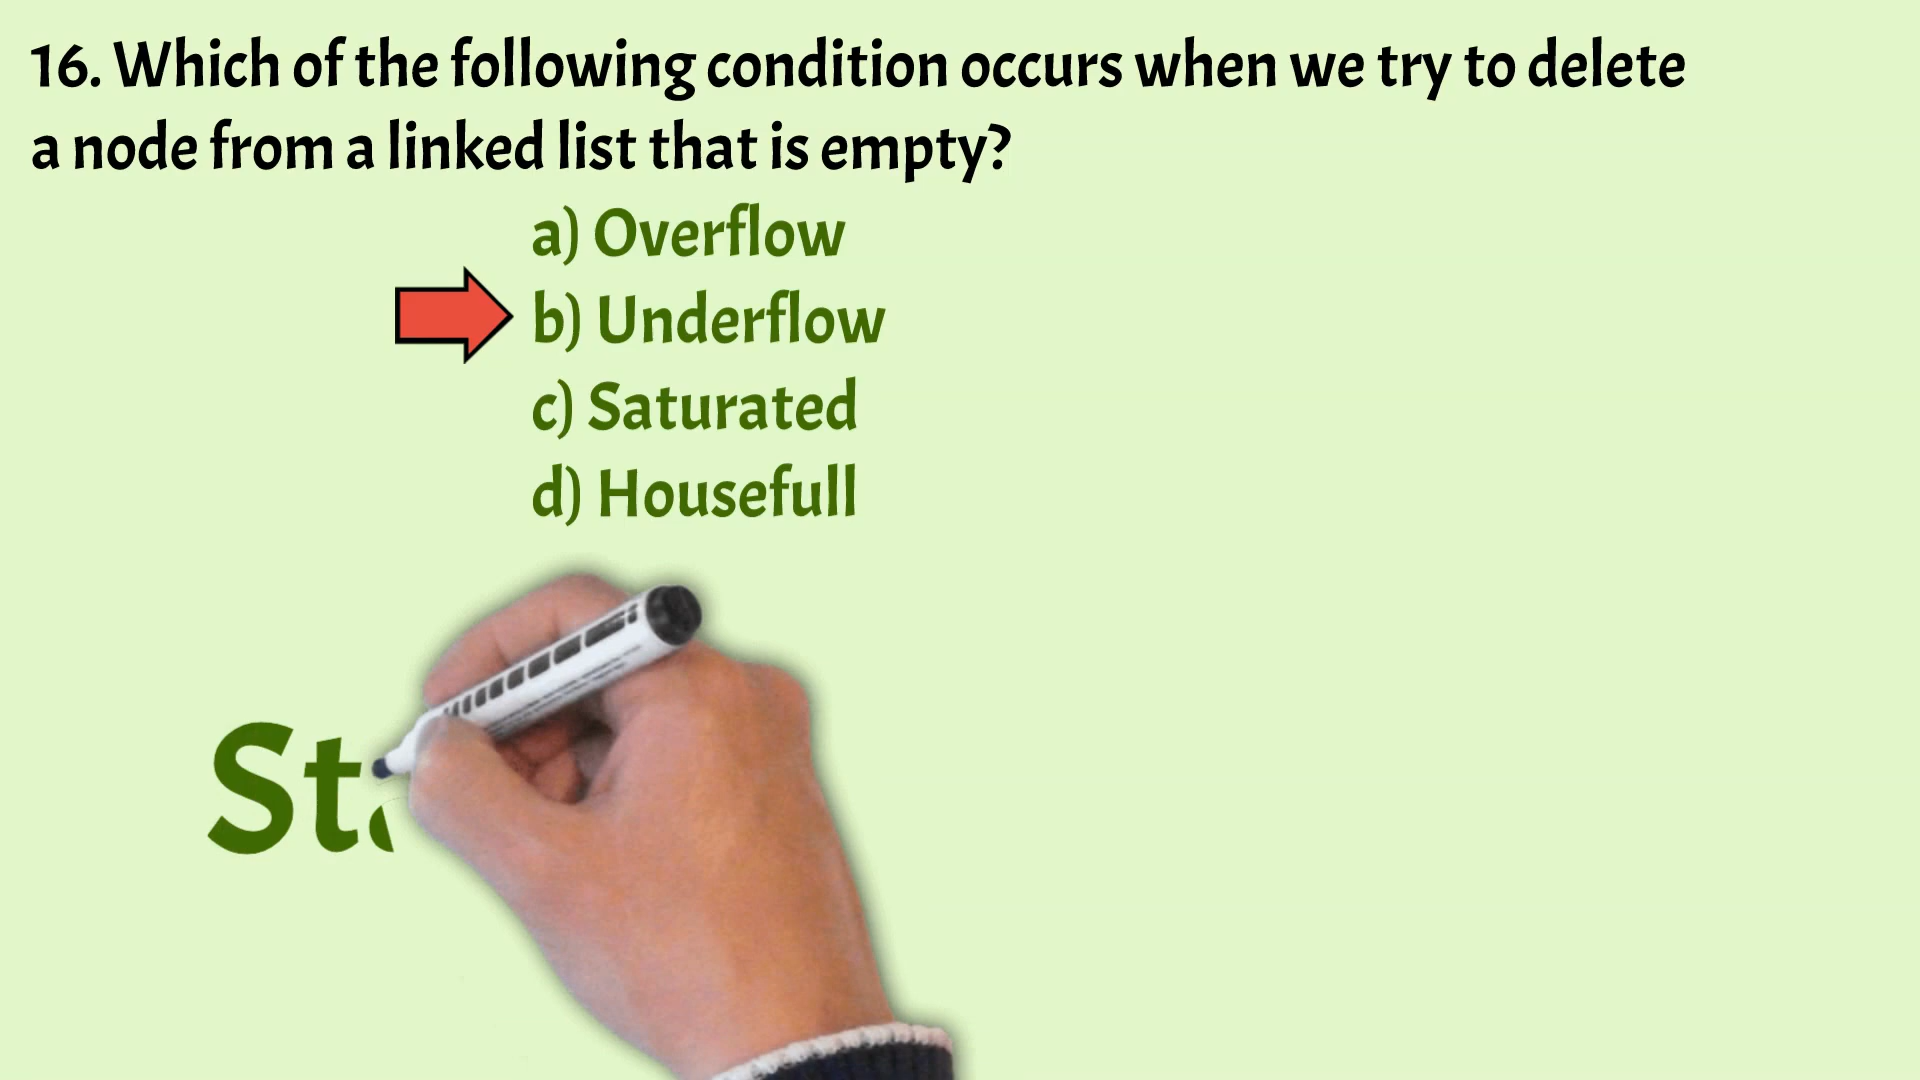 16. Which of the following condition occurs when we try to delete
a node from a linked list that is empty?
a) Overflow
b) Underflow
c) Saturated
d) Housefull